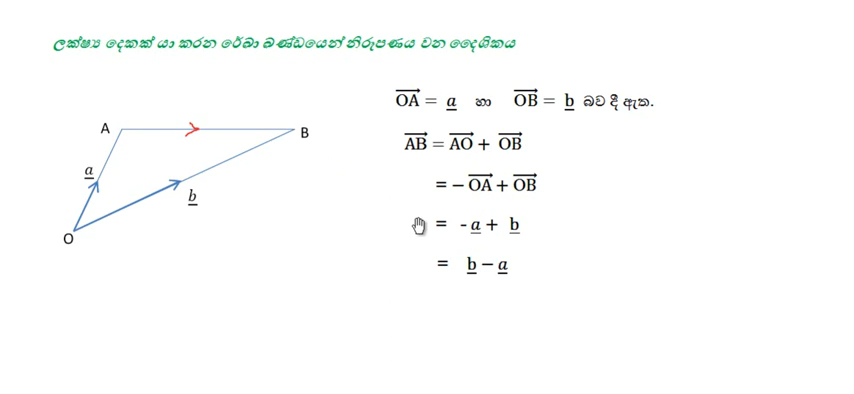 ලක්ෂ්‍ය දෙකක් යා කරන රේඛා ඛණ්ඩයෙන් නිරූපණය වන දෛශිකය
OA = a හා OB = b බව දී ඇත.
A
B
AB = AO + OB
a
= − OA + OB
b
= - a + b
O
= b − a